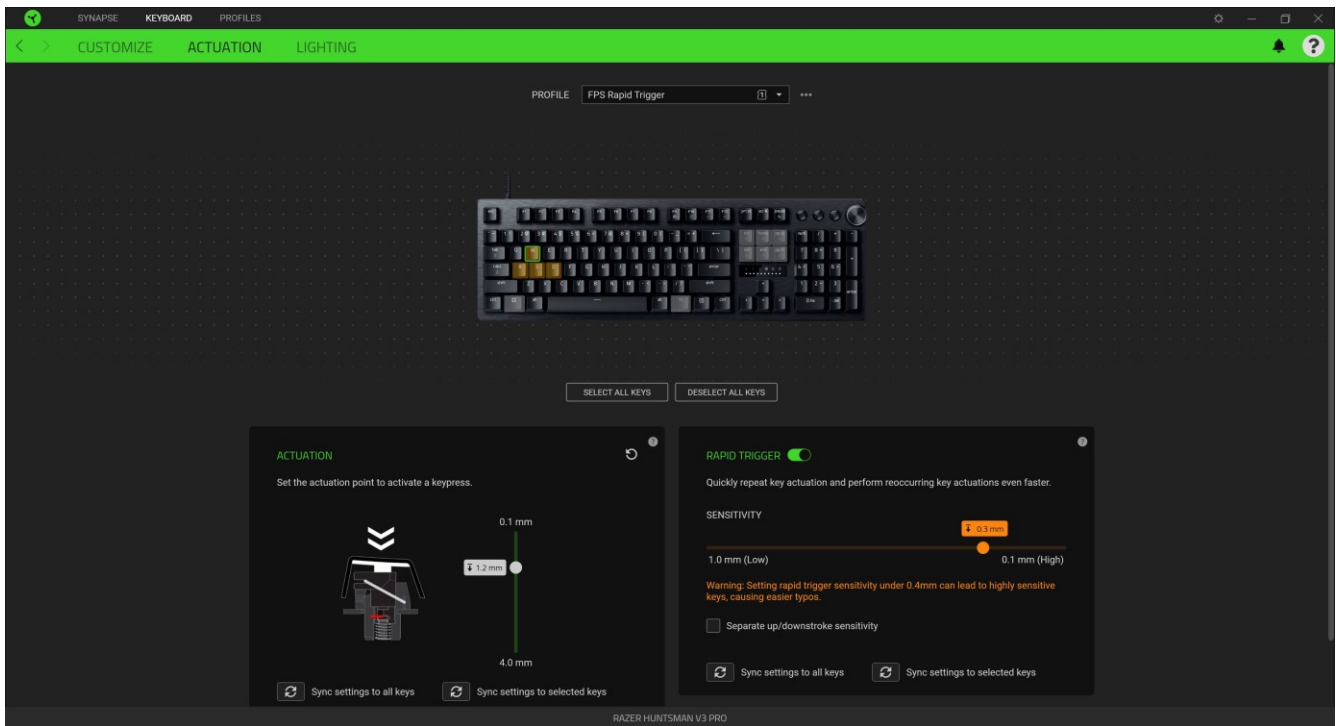 SYNAPSE KEYBOARD PROFILES
CUSTOMIZE ACTUATION LIGHTING
?
PROFILE FPS Rapid Trigger 1
SELECT ALL KEYS DESELECT ALL KEYS
ACTUATION
?
Set the actuation point to activate a keypress.
0.1 mm
1.2 mm
4.0 mm
Sync settings to all keys Sync settings to selected keys
RAPID TRIGGER
?
Quickly repeat key actuation and perform reoccurring key actuations even faster.
SENSITIVITY
0.3 mm
1.0 mm (Low) 0.1 mm (High)
Warning: Setting rapid trigger sensitivity under 0.4mm can lead to highly sensitive
keys, causing easier typos.
Separate up/downstroke sensitivity
Sync settings to all keys Sync settings to selected keys
RAZER HUNTSMAN V3 PRO